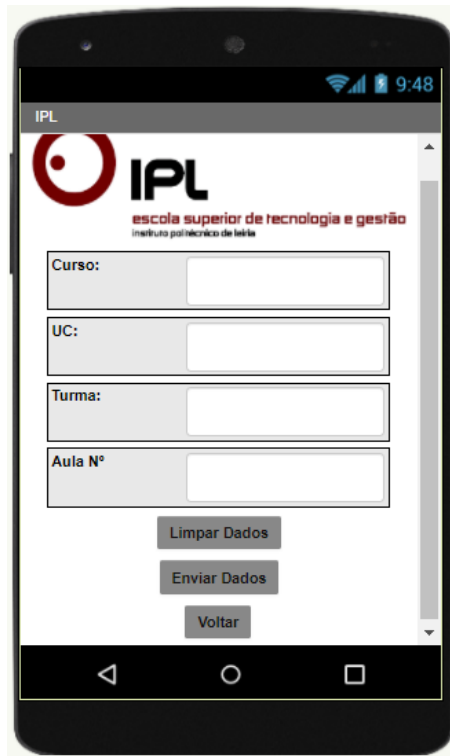 9:48
IPL
IPL
escola superior de tecnologia e gestão
instituto politécnico de leiria
Curso:
UC:
Turma:
Aula Nº
Limpar Dados
Enviar Dados
Voltar